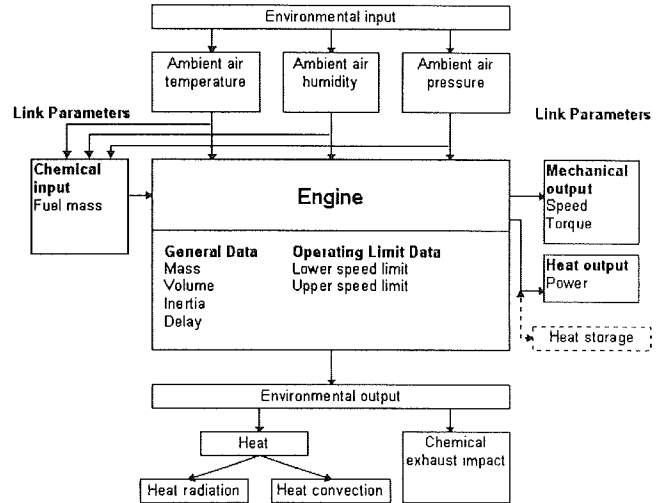 Environmental input
Ambient air
temperature
Ambient air
humidity
Ambient air
pressure
Link Parameters
Link Parameters
Chemical
input
Fuel mass
Engine
Mechanical
output
Speed
Torque
General Data
Mass
Volume
Inertia
Delay
Operating Limit Data
Lower speed limit
Upper speed limit
Heat output
Power
Heat storage
Environmental output
Heat
Chemical
exhaust impact
Heat radiation
Heat convection